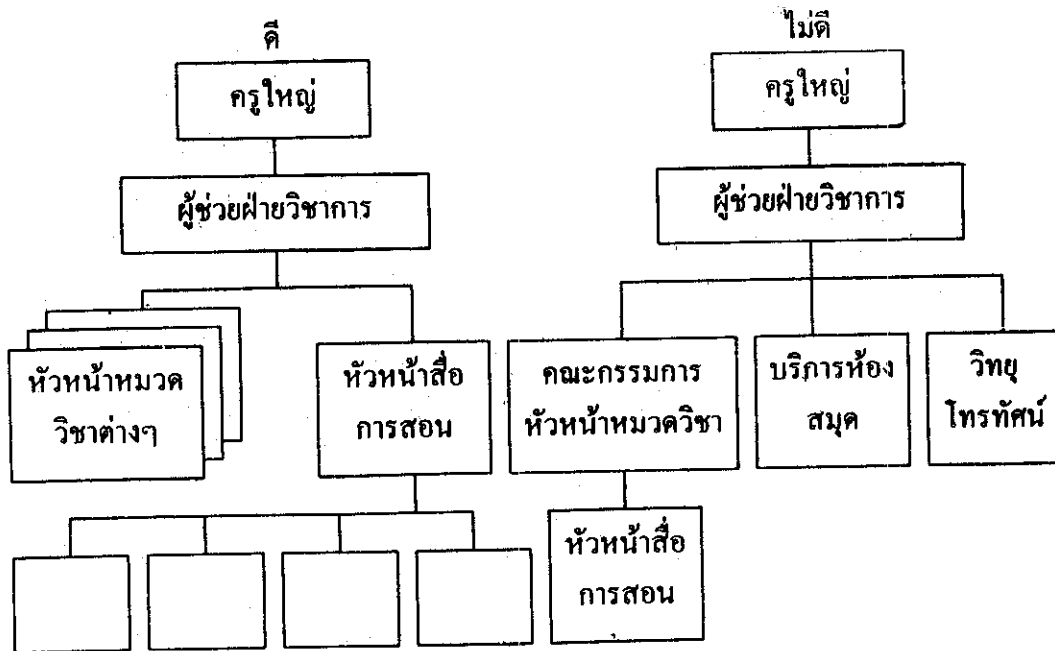 ดี
ครูใหญ่
ผู้ช่วยฝ่ายวิชาการ
หัวหน้าหมวด
วิชาต่างๆ
หัวหน้าสื่อ
การสอน
ไม่ดี
ครูใหญ่
ผู้ช่วยฝ่ายวิชาการ
คณะกรรมการ
หัวหน้าหมวดวิชา
บริการห้อง
สมุด
วิทยุ
โทรทัศน์
หัวหน้าสื่อ
การสอน